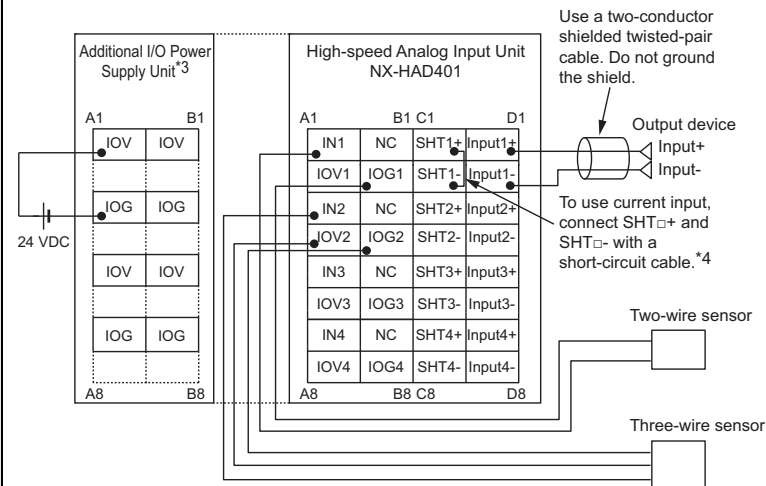 Use a two-conductor
shielded twisted-pair
cable. Do not ground
the shield.
Additional I/O Power
Supply Unit*3
High-speed Analog Input Unit
NX-HAD401
A1 B1 A1 B1 C1 D1
Output device
IOV IOV IN1 NC SHT1+ Input1+ Input+
IOV1 IOG1 SHT1- Input1- Input-
IOG IOG IN2 NC SHT2+ Input2+
To use current input,
connect SHT□+ and
SHT□- with a
short-circuit cable.*4
24 VDC
IOV2 IOG2 SHT2- Input2-
IOV IOV IN3 NC SHT3+ Input3+
IOV3 IOG3 SHT3- Input3-
IOG IOG IN4 NC SHT4+ Input4+
IOV4 IOG4 SHT4- Input4-
A8 B8 A8 B8 C8 D8
Two-wire sensor
Three-wire sensor